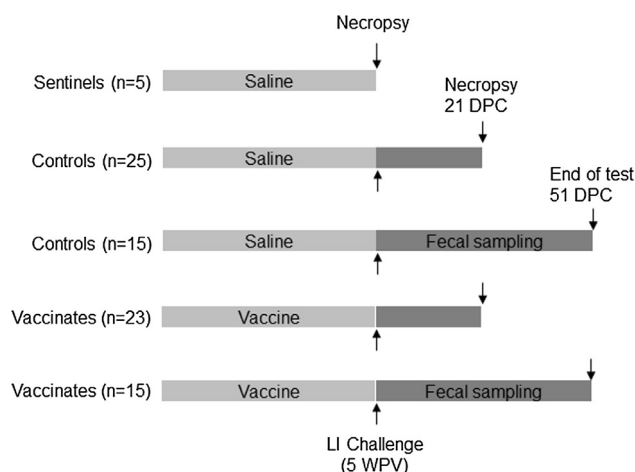 Necropsy
Sentinels (n=5)
Saline
Necropsy
21 DPC
Controls (n=25)
Saline
End of test
51 DPC
Controls (n=15)
Saline
Fecal sampling
Vaccinates (n=23)
Vaccine
Vaccinates (n=15)
Vaccine
Fecal sampling
LI Challenge
(5 WPV)